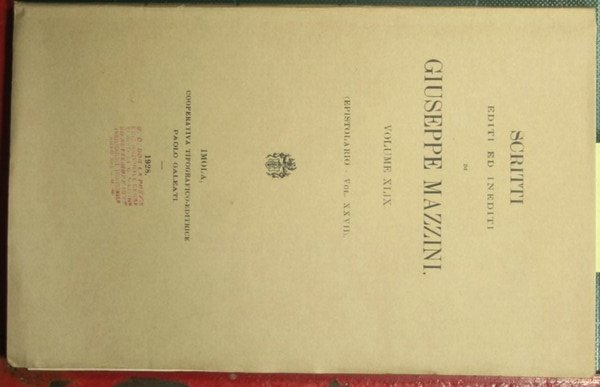 SCRITTI
EDITI ED INEDITI
DI
GIUSEPPE MAZZINI.
VOLUME XLIX.
(EPISTOLARIO — VOL. XXVII).
IMOLA,
COOPERATIVA TIPOGRAFICO-EDITRICE
PAOLO GALEATI.
1928.